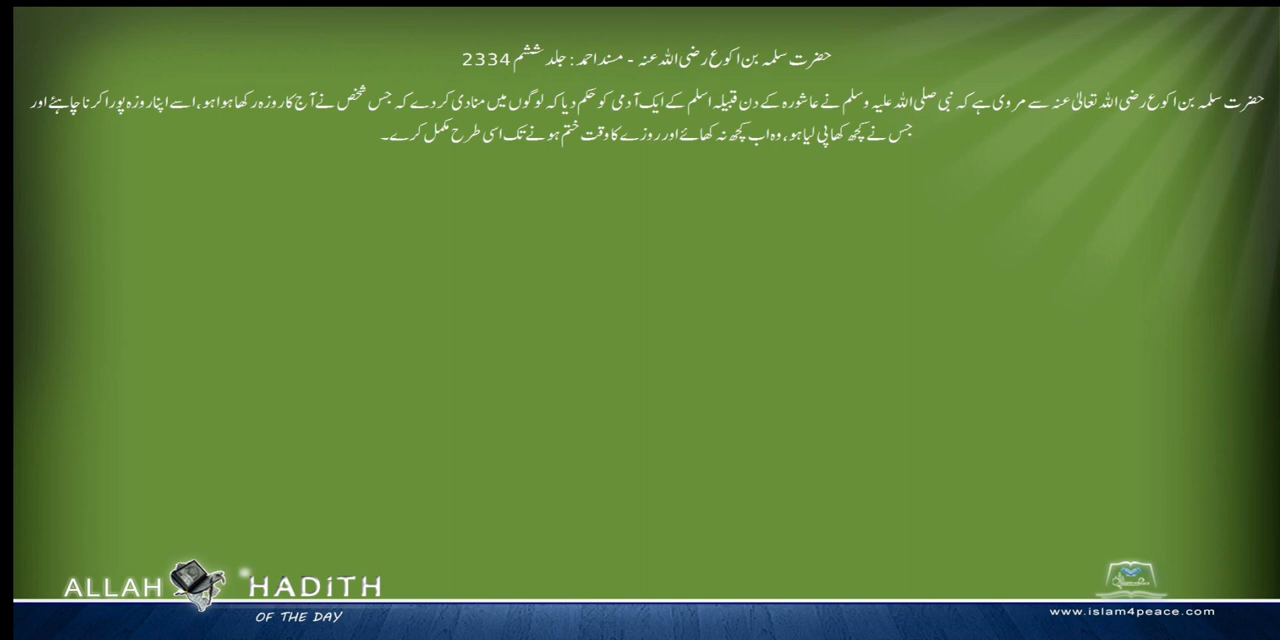 حضرت سلمہ بن اکوع رضی اللہ عنہ - مسند احمد : جلد ششم 2334
حضرت سلمہ بن اکوع رضی اللہ تعالیٰ عنہ سے مروی ہے کہ نبی صلی اللہ علیہ وسلم نے عاشورہ کے دن قبیلہ اسلم کے ایک آدمی کو حکم دیا کہ لوگوں میں منادی کر دے کہ جس شخص نے آج کا روزہ رکھا ہوا ہو، اسے اپنا روزہ پورا کرنا چاہئے اور
جس نے کچھ کھا پی لیا ہو، وہ اب کچھ نہ کھائے اور روزے کا وقت ختم ہونے تک اسی طرح مکمل کرے۔
ALLAH HADITH
OF THE DAY
www.islam4peace.com